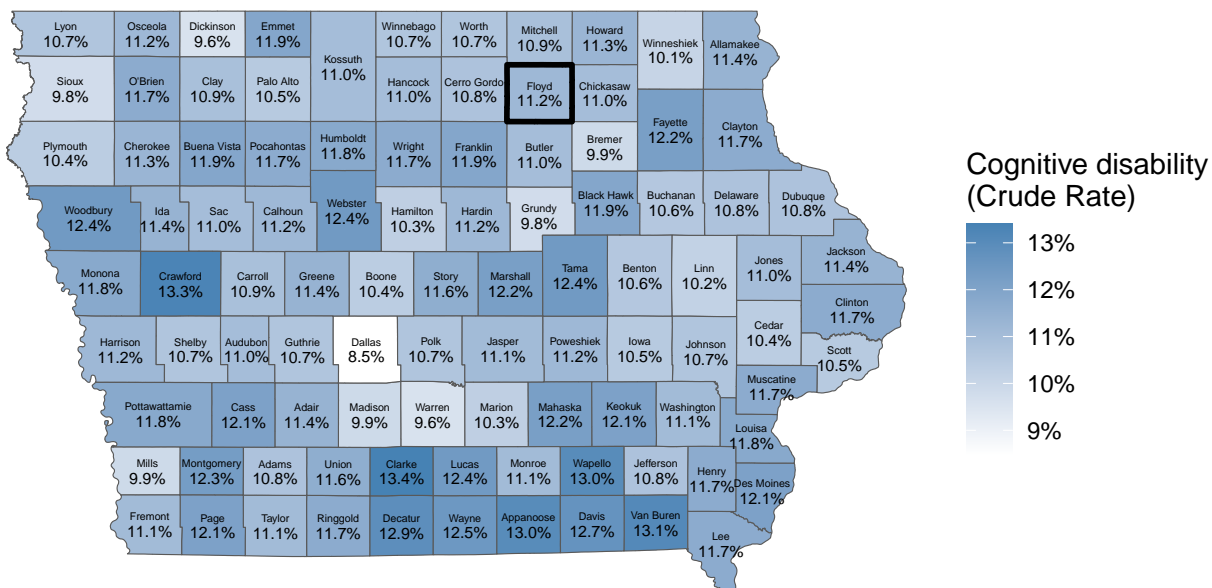 Lyon
10.7%
Osceola
11.2%
Dickinson
9.6%
Emmet
11.9%
Kossuth
11.0%
Winnebago
10.7%
Worth
10.7%
Mitchell
10.9%
Howard
11.3%
Winneshiek
10.1%
Allamakee
11.4%
Sioux
9.8%
O'Brien
11.7%
Clay
10.9%
Palo Alto
10.5%
Hancock
11.0%
Cerro Gordo
10.8%
Floyd
11.2%
Chickasaw
11.0%
Fayette
12.2%
Clayton
11.7%
Plymouth
10.4%
Cherokee
11.3%
Buena Vista
11.9%
Pocahontas
11.7%
Humboldt
11.8%
Wright
11.7%
Franklin
11.9%
Butler
11.0%
Bremer
9.9%
Woodbury
12.4%
Ida
11.4%
Sac
11.0%
Calhoun
11.2%
Webster
12.4%
Hamilton
10.3%
Hardin
11.2%
Grundy
9.8%
Black Hawk
11.9%
Buchanan
10.6%
Delaware
10.8%
Dubuque
10.8%
Monona
11.8%
Crawford
13.3%
Carroll
10.9%
Greene
11.4%
Boone
10.4%
Story
11.6%
Marshall
12.2%
Tama
12.4%
Benton
10.6%
Linn
10.2%
Jones
11.0%
Jackson
11.4%
Clinton
11.7%
Harrison
11.2%
Shelby
10.7%
Audubon
11.0%
Guthrie
10.7%
Dallas
8.5%
Polk
10.7%
Jasper
11.1%
Poweshiek
11.2%
Iowa
10.5%
Johnson
10.7%
Cedar
10.4%
Scott
10.5%
Muscatine
11.7%
Pottawattamie
11.8%
Cass
12.1%
Adair
11.4%
Madison
9.9%
Warren
9.6%
Marion
10.3%
Mahaska
12.2%
Keokuk
12.1%
Washington
11.1%
Louisa
11.8%
Mills
9.9%
Montgomery
12.3%
Adams
10.8%
Union
11.6%
Clarke
13.4%
Lucas
12.4%
Monroe
11.1%
Wapello
13.0%
Jefferson
10.8%
Henry
11.7%
Des Moines
12.1%
Fremont
11.1%
Page
12.1%
Taylor
11.1%
Ringgold
11.7%
Decatur
12.9%
Wayne
12.5%
Appanoose
13.0%
Davis
12.7%
Van Buren
13.1%
Lee
11.7%
Cognitive disability
(Crude Rate)
13%
12%
11%
10%
9%